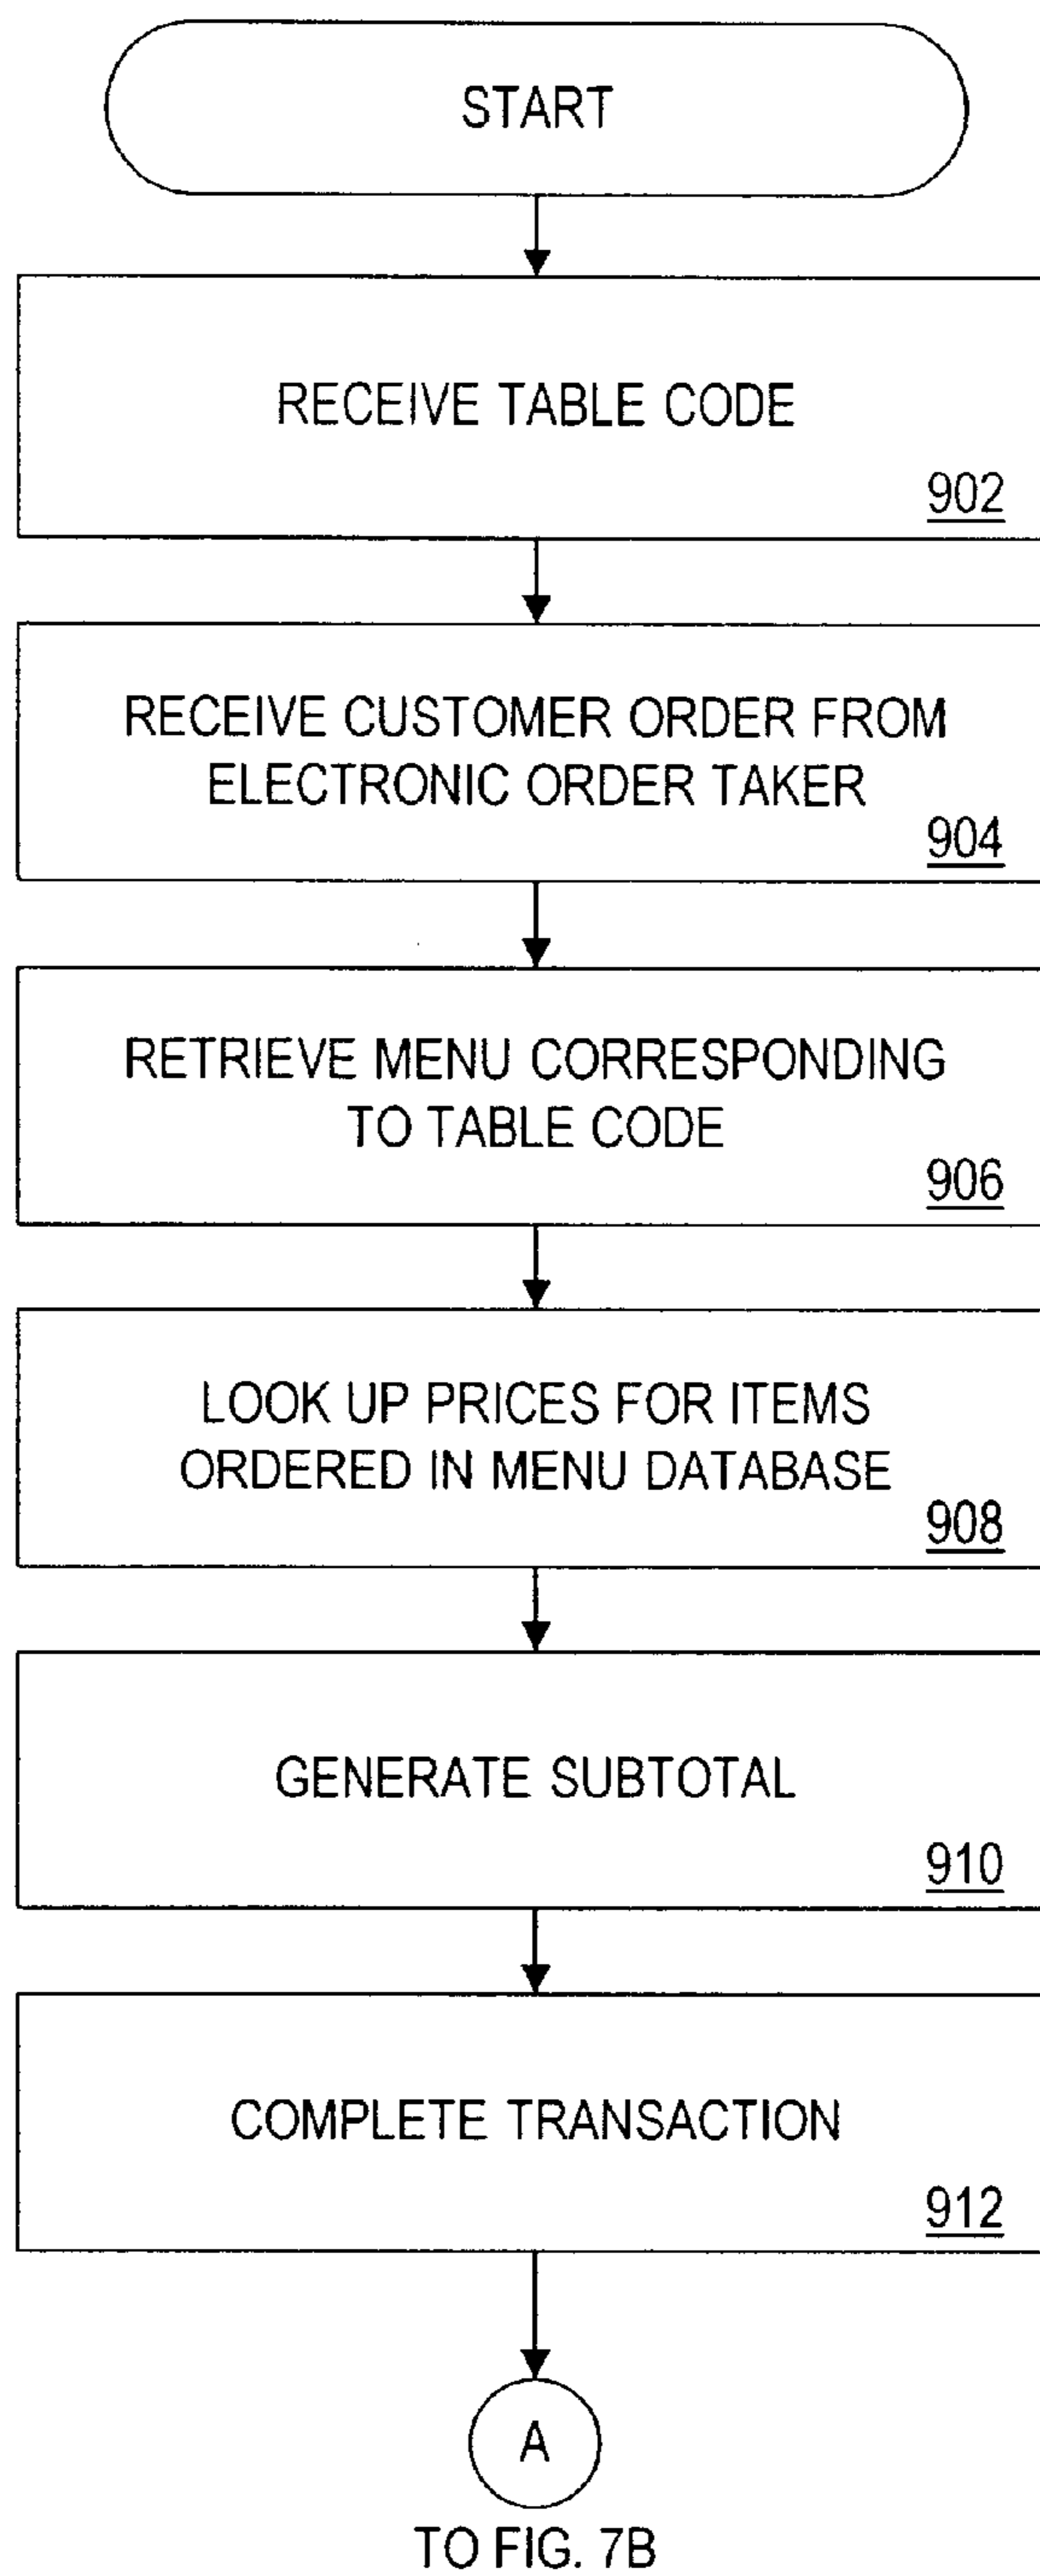 START
RECEIVE TABLE CODE
902
RECEIVE CUSTOMER ORDER FROM
ELECTRONIC ORDER TAKER
904
RETRIEVE MENU CORRESPONDING
TO TABLE CODE
906
LOOK UP PRICES FOR ITEMS
ORDERED IN MENU DATABASE
908
GENERATE SUBTOTAL
910
COMPLETE TRANSACTION
912
A
TO FIG. 7B